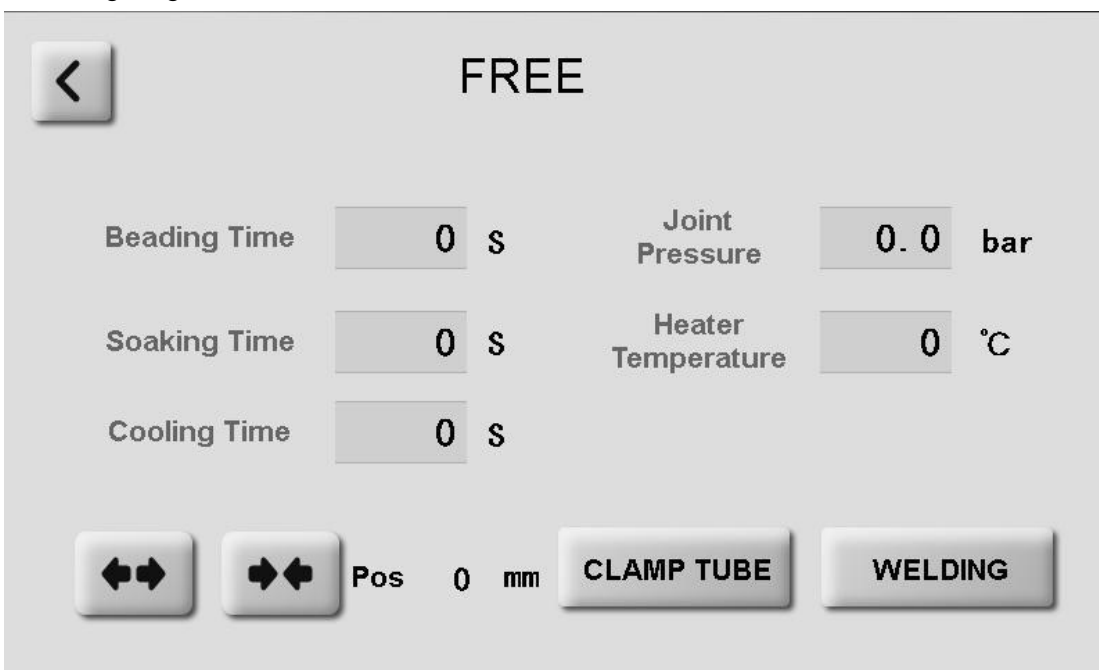 FREE
Beading Time 0 S
Joint
Pressure 0.0 bar
Soaking Time 0 S
Heater
Temperature 0 °C
Cooling Time 0 S
Pos 0 mm CLAMP TUBE WELDING